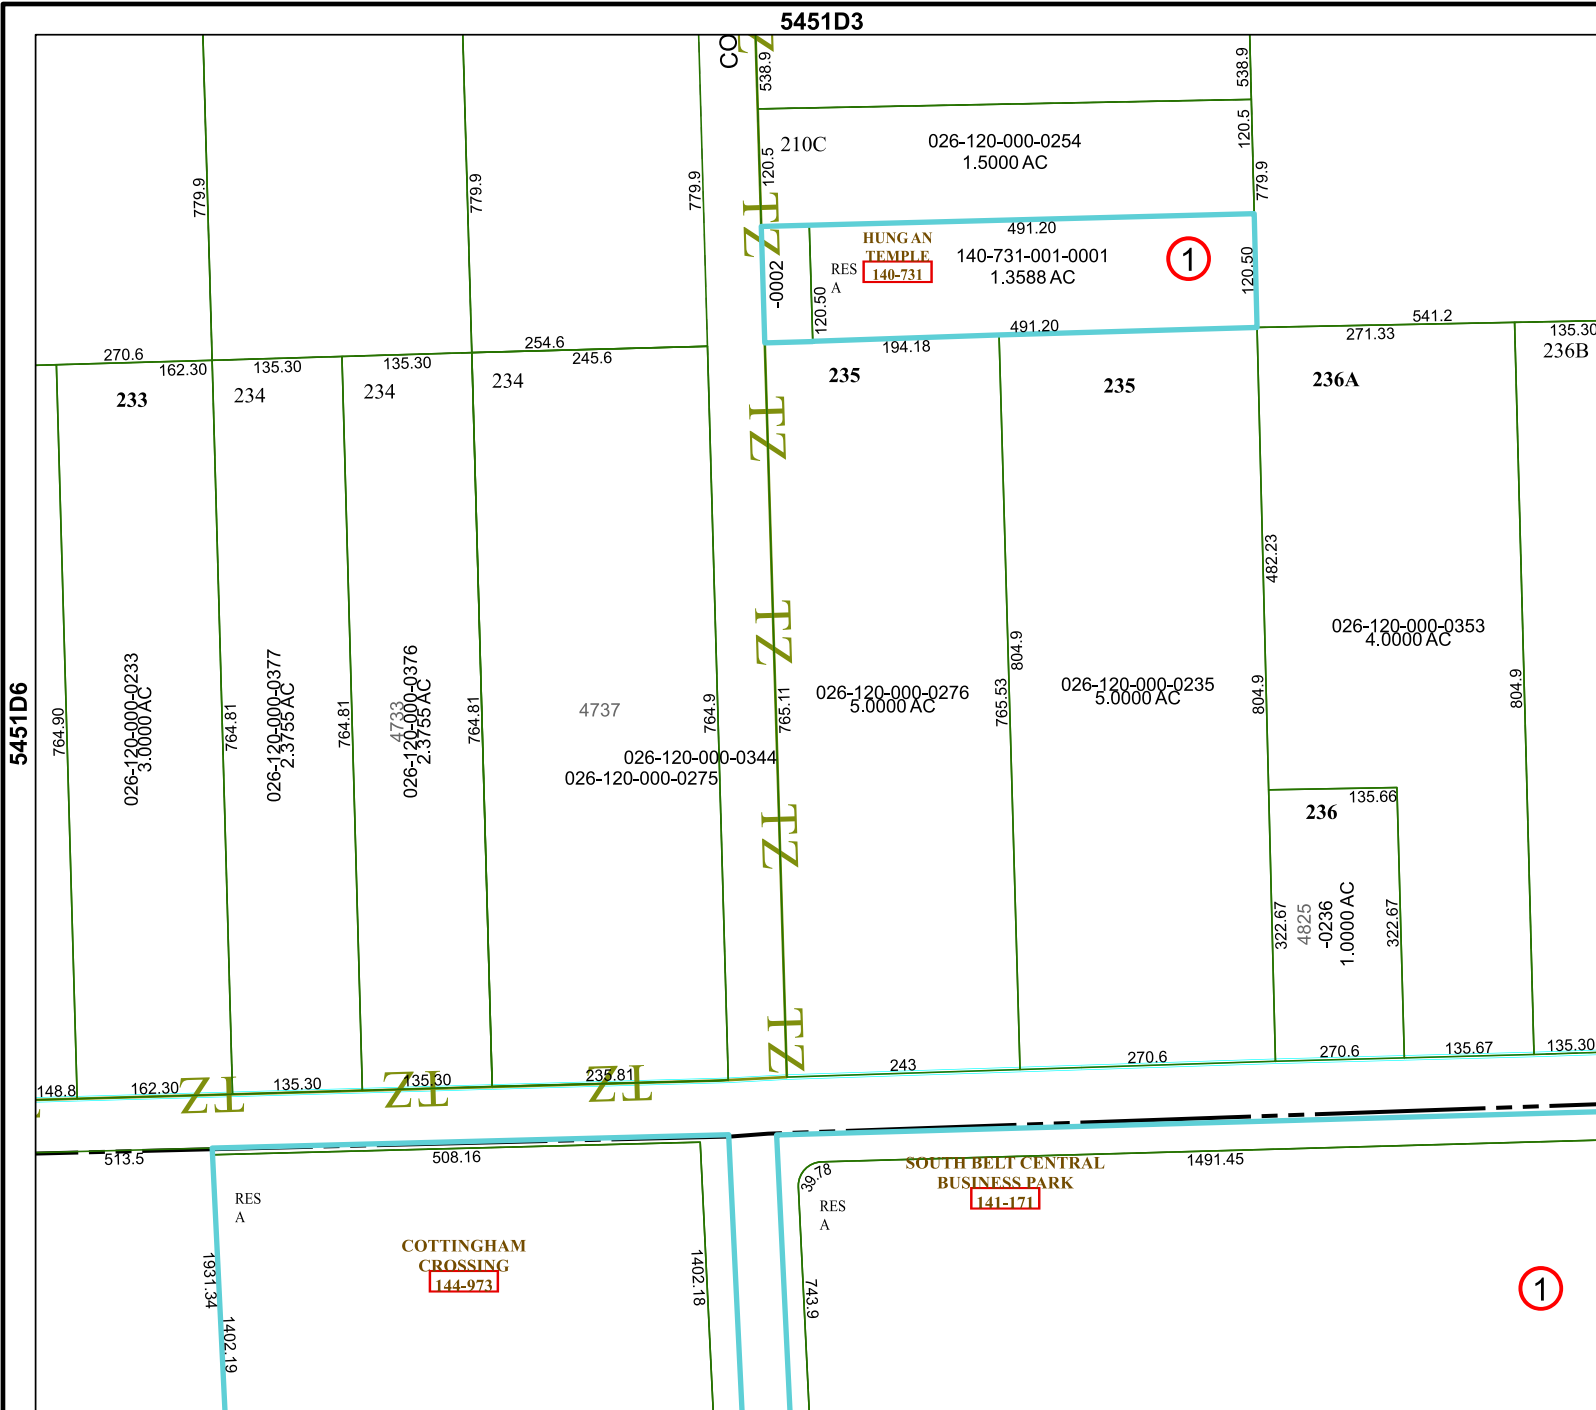 5451D3
CO
TZ
538.9
538.9
210C
026-120-000-0254
1.5000 AC
120.5
120.5
779.9
779.9
779.9
779.9
TZ
491.20
HUNG AN
TEMPLE
140-731
140-731-001-0001
1.3588 AC
1
-0002
RES
A
120.50
120.50
491.20
194.18
541.2
271.33
135.30
236B
270.6
162.30
135.30
135.30
254.6
245.6
233
234
234
234
235
235
236A
TZ
482.23
TZ
5451D6
764.90
026-120-000-0233
3.0000 AC
764.81
026-120-000-0377
2.3755 AC
764.81
4733
026-120-000-0376
2.3755 AC
764.81
4737
764.9
765.11
026-120-000-0344
026-120-000-0275
026-120-000-0276
5.0000 AC
804.9
765.53
026-120-000-0235
5.0000 AC
804.9
026-120-000-0353
4.0000 AC
804.9
TZ
135.66
236
322.67
4825
-0236
1.0000 AC
322.67
TZ
148.8
162.30
TZ
135.30
TZ
135.30
TZ
235.81
243
270.6
270.6
135.67
135.30
513.5
508.16
RES
A
COTTINGHAM
CROSSING
144-973
1931.34
1402.19
1402.18
39.78
SOUTH BELT CENTRAL
BUSINESS PARK
141-171
1491.45
RES
A
743.9
1